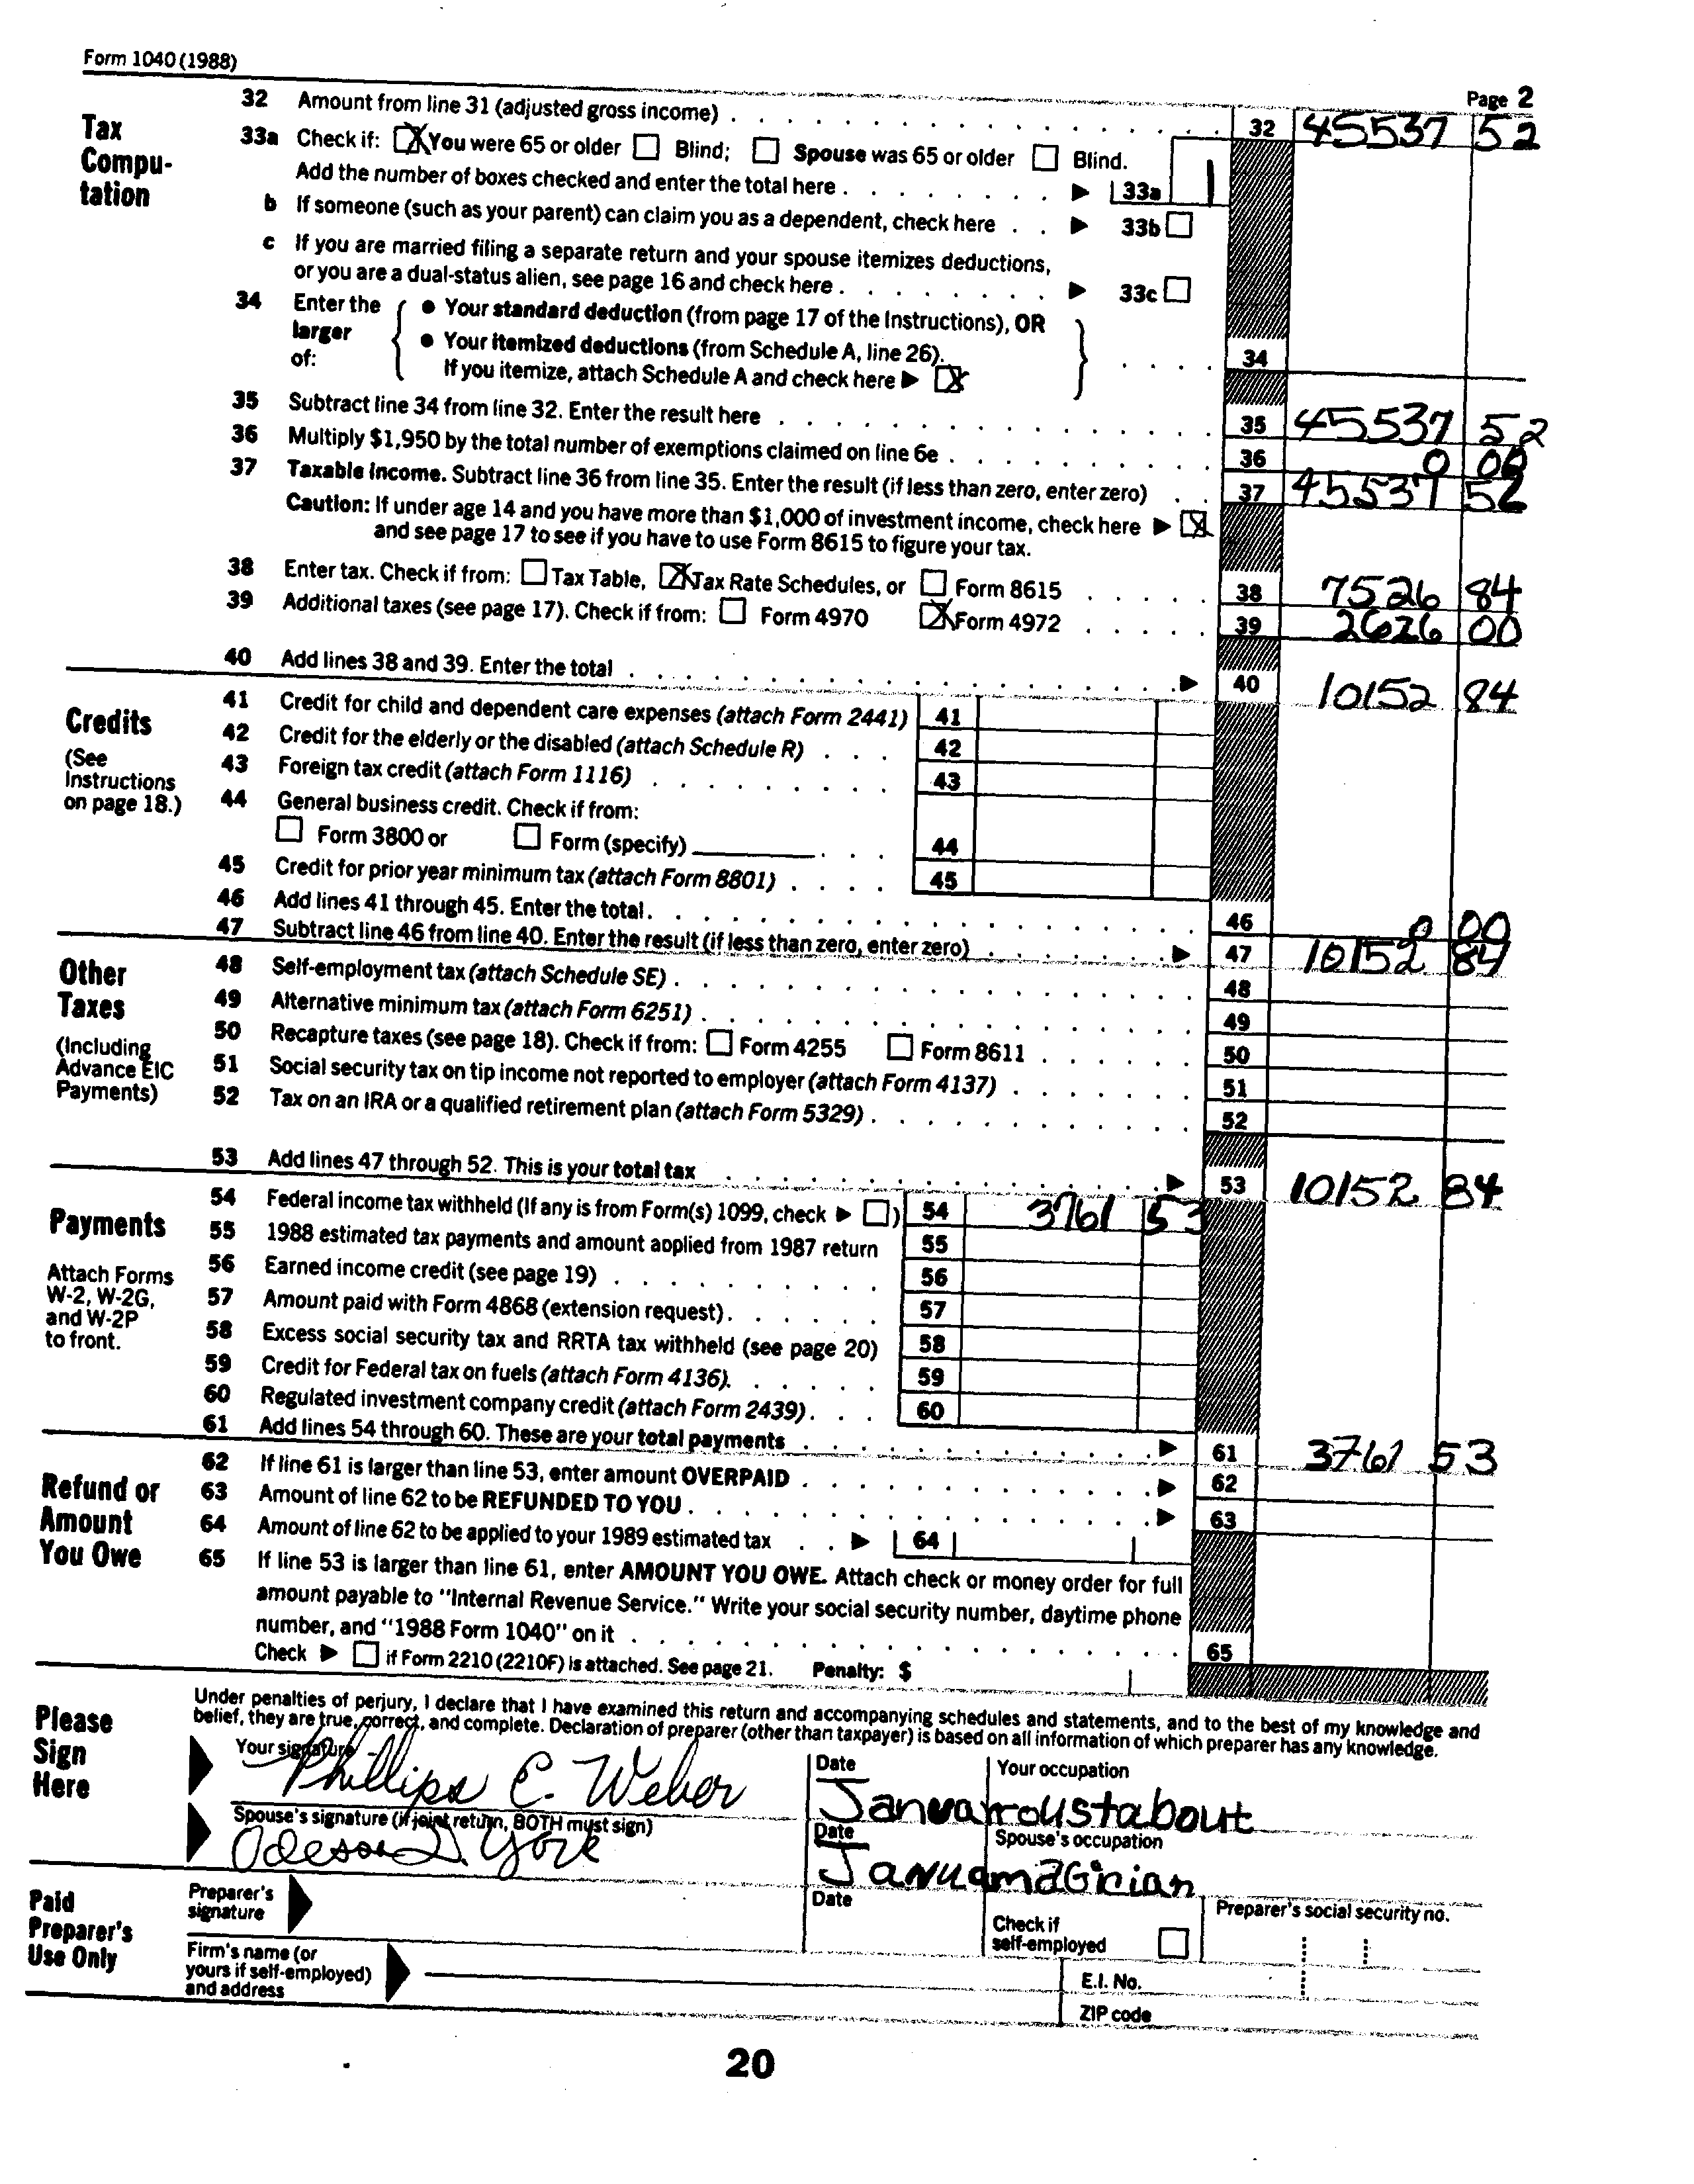 Form 1040 (1988)
Page 2
Tax Compu-tation
32 Amount from line 31 (adjusted gross income) 32 45537 52
33a Check if: X You were 65 or older Blind; Spouse was 65 or older Blind.
Add the number of boxes checked and enter the total here 33a 1
b If someone (such as your parent) can claim you as a dependent, check here 33b
c If you are married filing a separate return and your spouse itemizes deductions,
or you are a dual-status alien, see page 16 and check here 33c
34 Enter the larger of:
• Your standard deduction (from page 17 of the Instructions), OR
• Your itemized deductions (from Schedule A, line 26).
If you itemize, attach Schedule A and check here X 34
35 Subtract line 34 from line 32. Enter the result here 35 45537 52
36 Multiply $1,950 by the total number of exemptions claimed on line 6e 36 0 00
37 Taxable income. Subtract line 36 from line 35. Enter the result (if less than zero, enter zero) 37 45537 52
Caution: If under age 14 and you have more than $1,000 of investment income, check here X
and see page 17 to see if you have to use Form 8615 to figure your tax.
38 Enter tax. Check if from: Tax Table, X Tax Rate Schedules, or Form 8615 38 7526 84
39 Additional taxes (see page 17). Check if from: Form 4970 X Form 4972 39 2626 00
40 Add lines 38 and 39. Enter the total 40 10152 84
Credits
(See Instructions on page 18.)
41 Credit for child and dependent care expenses (attach Form 2441) 41
42 Credit for the elderly or the disabled (attach Schedule R) 42
43 Foreign tax credit (attach Form 1116) 43
44 General business credit. Check if from:
Form 3800 or Form (specify) 44
45 Credit for prior year minimum tax (attach Form 8801) 45
46 Add lines 41 through 45. Enter the total 46 0 00
47 Subtract line 46 from line 40. Enter the result (if less than zero, enter zero) 47 10152 84
Other Taxes
(Including Advance EIC Payments)
48 Self-employment tax (attach Schedule SE) 48
49 Alternative minimum tax (attach Form 6251) 49
50 Recapture taxes (see page 18). Check if from: Form 4255 Form 8611 50
51 Social security tax on tip income not reported to employer (attach Form 4137) 51
52 Tax on an IRA or a qualified retirement plan (attach Form 5329) 52
53 Add lines 47 through 52. This is your total tax 53 10152 84
Payments
Attach Forms W-2, W-2G, and W-2P to front.
54 Federal income tax withheld (If any is from Form(s) 1099, check ) 54 3761 53
55 1988 estimated tax payments and amount applied from 1987 return 55
56 Earned income credit (see page 19) 56
57 Amount paid with Form 4868 (extension request) 57
58 Excess social security tax and RRTA tax withheld (see page 20) 58
59 Credit for Federal tax on fuels (attach Form 4136) 59
60 Regulated investment company credit (attach Form 2439) 60
61 Add lines 54 through 60. These are your total payments 61 3761 53
Refund or Amount You Owe
62 If line 61 is larger than line 53, enter amount OVERPAID 62
63 Amount of line 62 to be REFUNDED TO YOU 63
64 Amount of line 62 to be applied to your 1989 estimated tax 64
65 If line 53 is larger than line 61, enter AMOUNT YOU OWE. Attach check or money order for full
amount payable to "Internal Revenue Service." Write your social security number, daytime phone
number, and "1988 Form 1040" on it 65
Check if Form 2210 (2210F) is attached. See page 21. Penalty: $
Please Sign Here
Under penalties of perjury, I declare that I have examined this return and accompanying schedules and statements, and to the best of my knowledge and
belief, they are true, correct, and complete. Declaration of preparer (other than taxpayer) is based on all information of which preparer has any knowledge.
Your signature Date Your occupation
Phillips C. Weber Januar roustabout
Spouse's signature (if joint return, BOTH must sign) Date Spouse's occupation
Odessa D. York Janua magician
Paid Preparer's Use Only
Preparer's signature Date Check if self-employed Preparer's social security no.
Firm's name (or yours if self-employed) and address E.I. No.
ZIP code
20